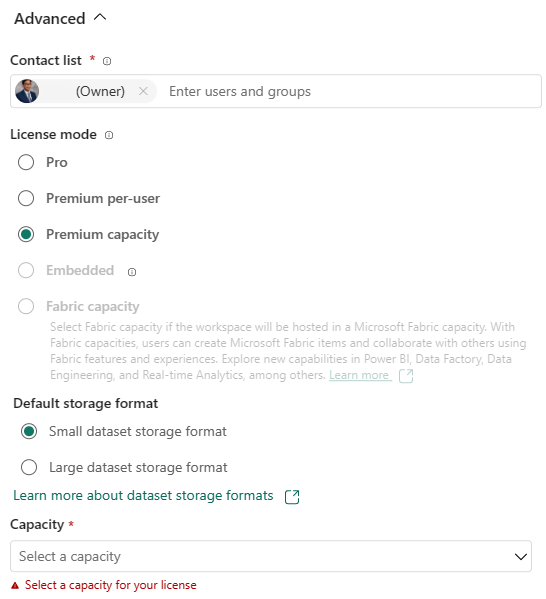 Advanced
Contact list *
(Owner) Enter users and groups
License mode
Pro
Premium per-user
Premium capacity
Embedded
Fabric capacity
Select Fabric capacity if the workspace will be hosted in a Microsoft Fabric capacity. With
Fabric capacities, users can create Microsoft Fabric items and collaborate with others using
Fabric features and experiences. Explore new capabilities in Power BI, Data Factory, Data
Engineering, and Real-time Analytics, among others. Learn more
Default storage format
Small dataset storage format
Large dataset storage format
Learn more about dataset storage formats
Capacity *
Select a capacity
Select a capacity for your license